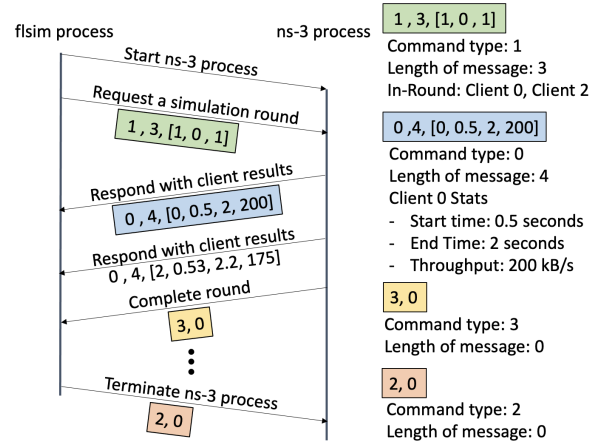 flsim process
ns-3 process
Start ns-3 process
Request a simulation round
1 , 3, [1, 0 , 1]
Respond with client results
0 , 4, [0, 0.5, 2, 200]
Respond with client results
0 , 4, [2, 0.53, 2.2, 175]
Complete round
3, 0
Terminate ns-3 process
2, 0
1 , 3, [1, 0 , 1]
Command type: 1
Length of message: 3
In-Round: Client 0, Client 2
0 ,4, [0, 0.5, 2, 200]
Command type: 0
Length of message: 4
Client 0 Stats
- Start time: 0.5 seconds
- End Time: 2 seconds
- Throughput: 200 kB/s
3, 0
Command type: 3
Length of message: 0
2, 0
Command type: 2
Length of message: 0